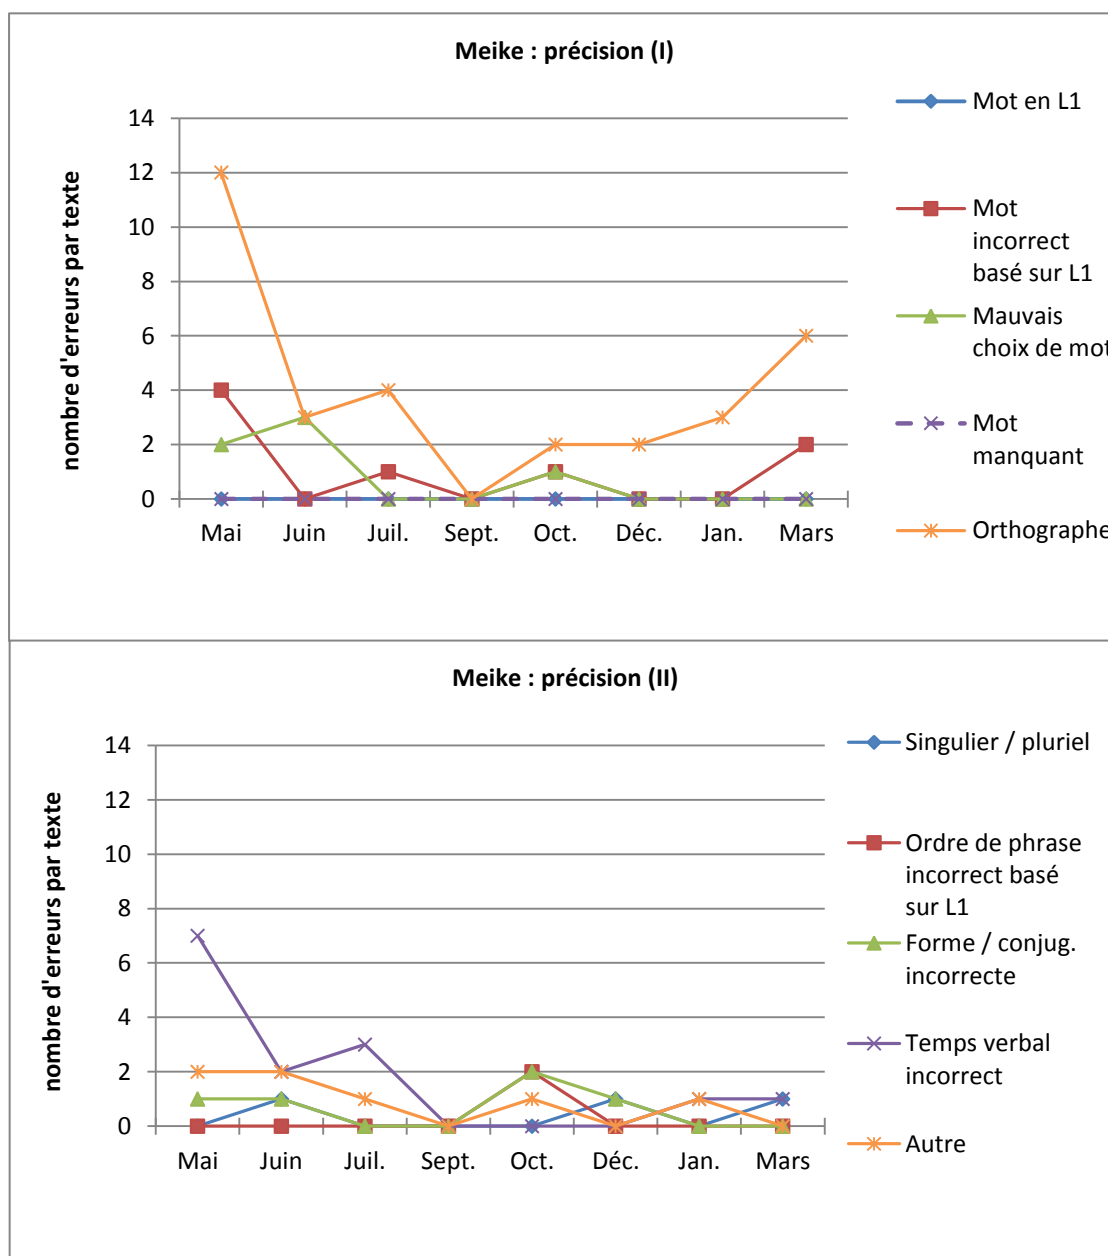 Meike : précision (I)
nombre d'erreurs par texte
14
12
10
8
6
4
2
0
Mai
Juin
Juil.
Sept.
Oct.
Déc.
Jan.
Mars
Mot en L1
Mot
incorrect
basé sur L1
Mauvais
choix de mot
Mot
manquant
Orthographe
Meike : précision (II)
nombre d'erreurs par texte
14
12
10
8
6
4
2
0
Mai
Juin
Juil.
Sept.
Oct.
Déc.
Jan.
Mars
Singulier / pluriel
Ordre de phrase
incorrect basé
sur L1
Forme / conjug.
incorrecte
Temps verbal
incorrect
Autre